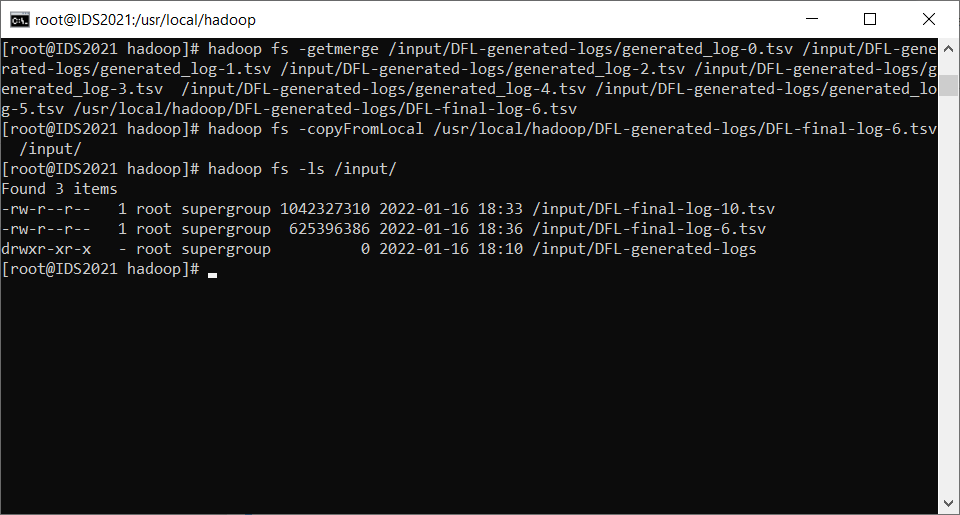 root@IDS2021:/usr/local/hadoop
[root@IDS2021 hadoop]# hadoop fs -getmerge /input/DFL-generated-logs/generated_log-0.tsv /input/DFL-gene
rated-logs/generated_log-1.tsv /input/DFL-generated-logs/generated_log-2.tsv /input/DFL-generated-logs/g
enerated_log-3.tsv  /input/DFL-generated-logs/generated_log-4.tsv /input/DFL-generated-logs/generated_lo
g-5.tsv /usr/local/hadoop/DFL-generated-logs/DFL-final-log-6.tsv
[root@IDS2021 hadoop]# hadoop fs -copyFromLocal /usr/local/hadoop/DFL-generated-logs/DFL-final-log-6.tsv
  /input/
[root@IDS2021 hadoop]# hadoop fs -ls /input/
Found 3 items
-rw-r--r--   1 root supergroup 1042327310 2022-01-16 18:33 /input/DFL-final-log-10.tsv
-rw-r--r--   1 root supergroup  625396386 2022-01-16 18:36 /input/DFL-final-log-6.tsv
drwxr-xr-x   - root supergroup          0 2022-01-16 18:10 /input/DFL-generated-logs
[root@IDS2021 hadoop]#